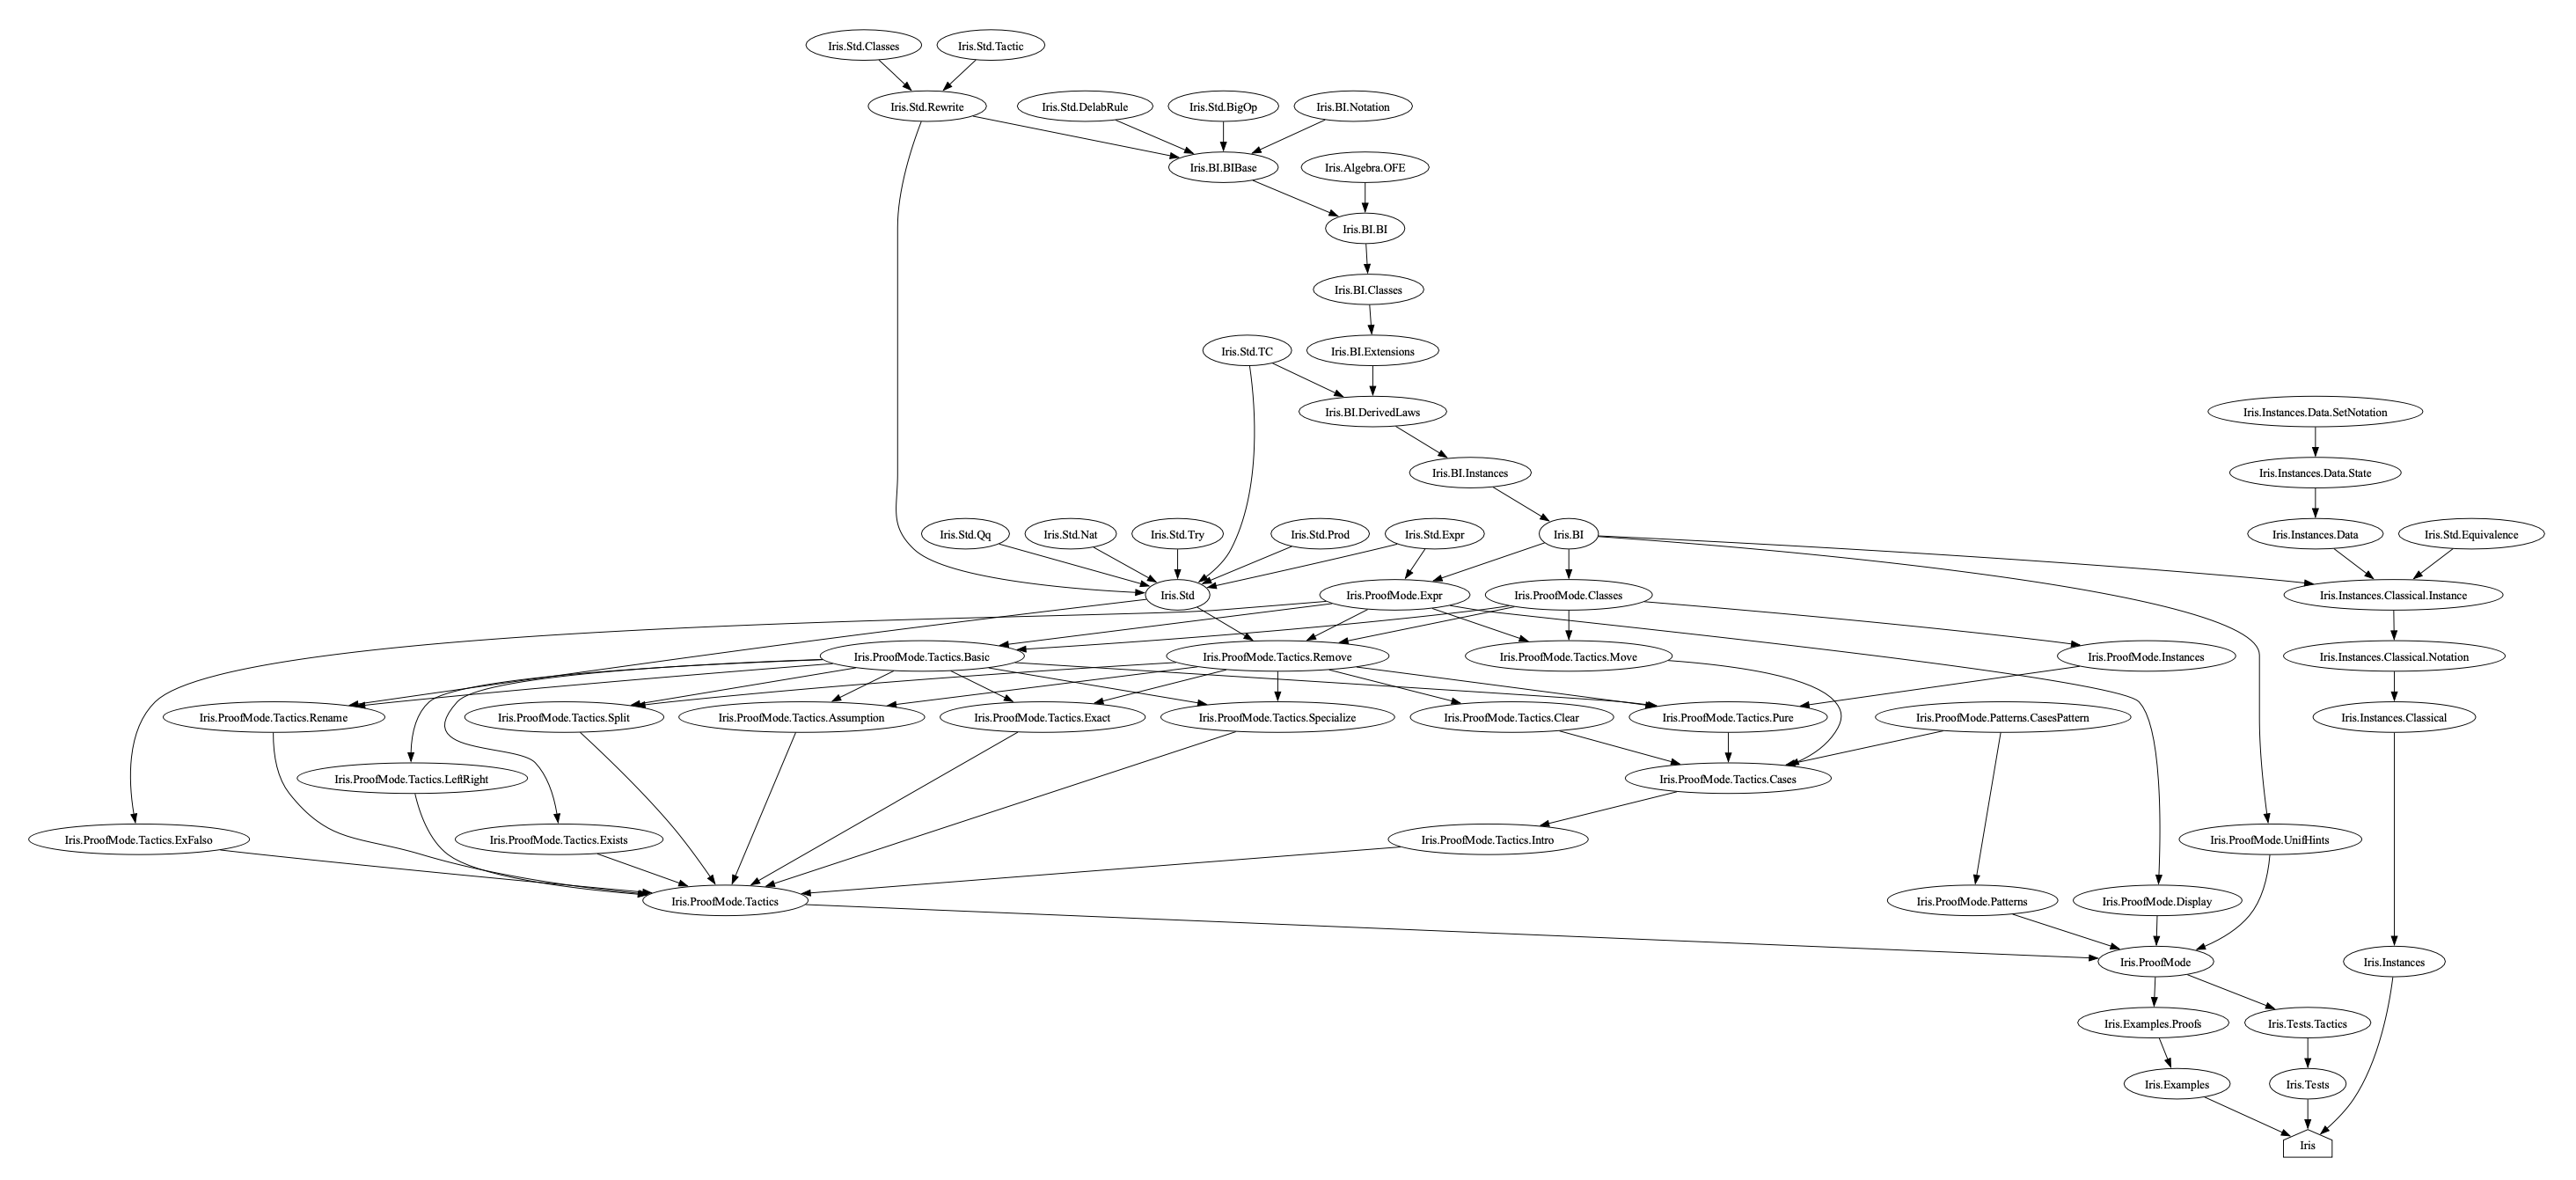 Iris.Std.Classes
Iris.Std.Tactic
Iris.Std.Rewrite
Iris.Std.DelabRule
Iris.Std.BigOp
Iris.BI.Notation
Iris.BI.BIBase
Iris.Algebra.OFE
Iris.BI.BI
Iris.BI.Classes
Iris.Std.TC
Iris.BI.Extensions
Iris.BI.DerivedLaws
Iris.Instances.Data.SetNotation
Iris.BI.Instances
Iris.Instances.Data.State
Iris.Std.Qq
Iris.Std.Nat
Iris.Std.Try
Iris.Std.Prod
Iris.Std.Expr
Iris.BI
Iris.Instances.Data
Iris.Std.Equivalence
Iris.Std
Iris.ProofMode.Expr
Iris.ProofMode.Classes
Iris.Instances.Classical.Instance
Iris.ProofMode.Tactics.Basic
Iris.ProofMode.Tactics.Remove
Iris.ProofMode.Tactics.Move
Iris.ProofMode.Instances
Iris.Instances.Classical.Notation
Iris.ProofMode.Tactics.Rename
Iris.ProofMode.Tactics.Split
Iris.ProofMode.Tactics.Assumption
Iris.ProofMode.Tactics.Exact
Iris.ProofMode.Tactics.Specialize
Iris.ProofMode.Tactics.Clear
Iris.ProofMode.Tactics.Pure
Iris.ProofMode.Patterns.CasesPattern
Iris.Instances.Classical
Iris.ProofMode.Tactics.LeftRight
Iris.ProofMode.Tactics.Cases
Iris.ProofMode.Tactics.ExFalso
Iris.ProofMode.Tactics.Exists
Iris.ProofMode.Tactics.Intro
Iris.ProofMode.UnifHints
Iris.ProofMode.Tactics
Iris.ProofMode.Patterns
Iris.ProofMode.Display
Iris.ProofMode
Iris.Instances
Iris.Examples.Proofs
Iris.Tests.Tactics
Iris.Examples
Iris.Tests
Iris